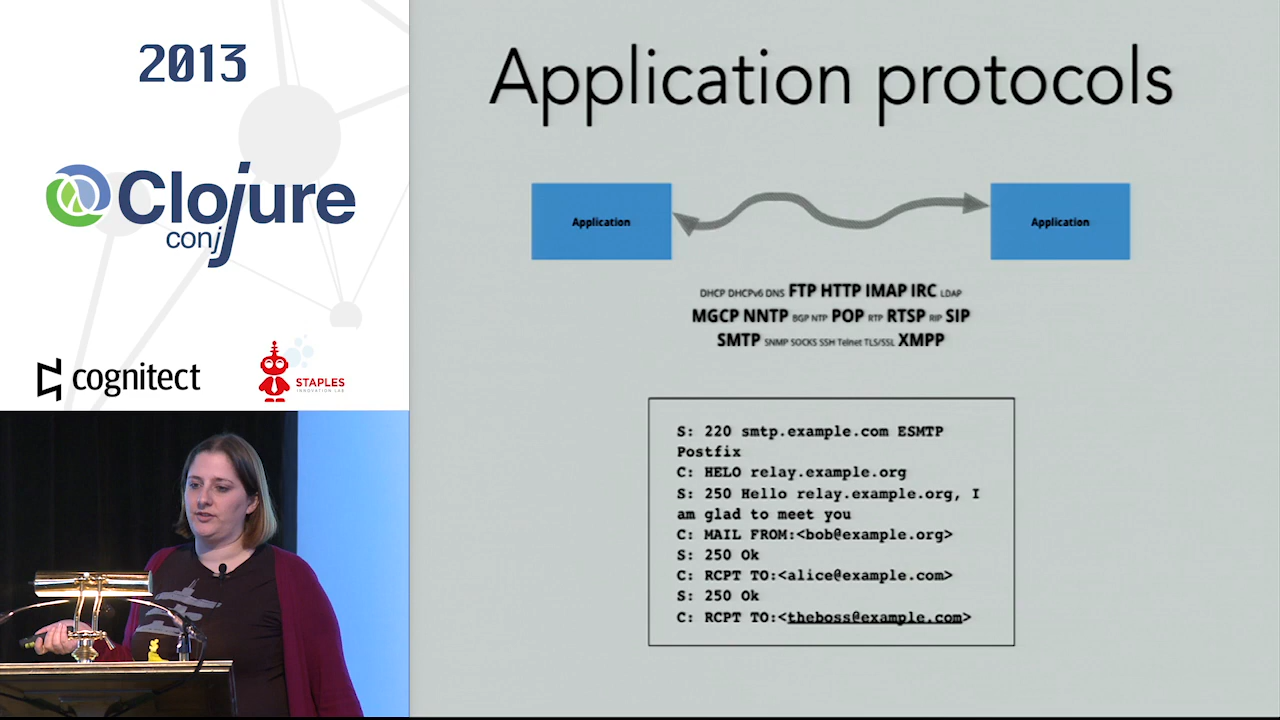 2013
Clojure
conj
cognitect
STAPLES
INNOVATION LAB
Application protocols
Application
Application
DHCP DHCPv6 DNS FTP HTTP IMAP IRC LDAP
MGCP NNTP BGP NTP POP RTP RTSP RIP SIP
SMTP SNMP SOCKS SSH Telnet TLS/SSL XMPP
S: 220 smtp.example.com ESMTP
Postfix
C: HELO relay.example.org
S: 250 Hello relay.example.org, I
am glad to meet you
C: MAIL FROM:<bob@example.org>
S: 250 Ok
C: RCPT TO:<alice@example.com>
S: 250 Ok
C: RCPT TO:<theboss@example.com>